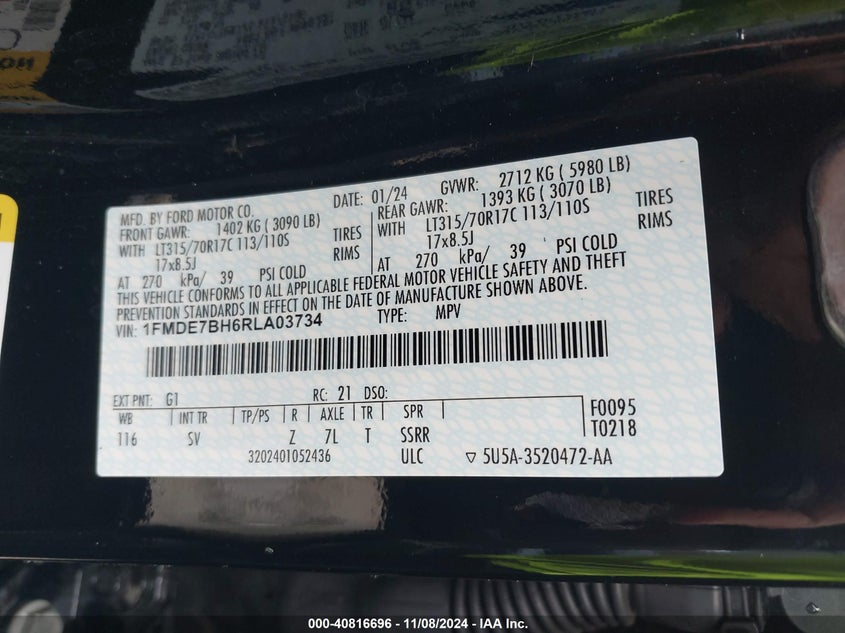 DATE: 01/24 GVWR: 2712 KG ( 5980 LB)
MFD. BY FORD MOTOR CO.
FRONT GAWR: 1402 KG ( 3090 LB) REAR GAWR: 1393 KG ( 3070 LB)
WITH LT315/70R17C 113/110S TIRES WITH LT315/70R17C 113/110S TIRES
17x8.5J RIMS 17x8.5J RIMS
AT 270 kPa/ 39 PSI COLD AT 270 kPa/ 39 PSI COLD
THIS VEHICLE CONFORMS TO ALL APPLICABLE FEDERAL MOTOR VEHICLE SAFETY AND THEFT
PREVENTION STANDARDS IN EFFECT ON THE DATE OF MANUFACTURE SHOWN ABOVE.
VIN: 1FMDE7BH6RLA03734 TYPE: MPV
EXT PNT: G1 RC: 21 DSO:
WB INT TR TP/PS R AXLE TR SPR F0095
116 SV Z 7L T SSRR T0218
3202401052436 ULC ▽ 5U5A-3520472-AA
000-40816696 - 11/08/2024 - IAA Inc.